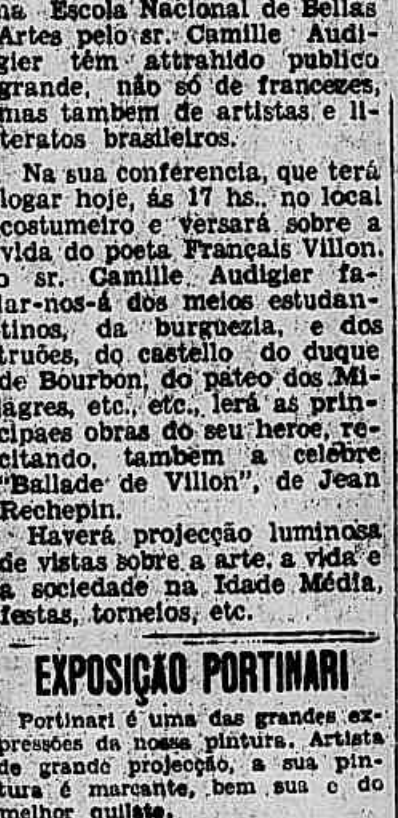 na Escola Nacional de Bellas
Artes pelo sr. Camille Audi-
gier têm attrahido publico
grande, não só de francezes,
mas tambem de artistas e li-
teratos brasileiros.
Na sua conferencia, que terá
logar hoje, ás 17 hs., no local
costumeiro e versará sobre a
vida do poeta Français Villon,
o sr. Camille Audigier fa-
lar-nos-á dos meios estudan-
tinos, da burguezia, e dos
truões, do castello do duque
de Bourbon, do pateo dos Mi-
lagres, etc., etc., lerá as prin-
cipaes obras do seu heroe, re-
citando, tambem a celebre
"Ballade de Villon", de Jean
Rechepin.
Haverá projecção luminosa
de vistas sobre a arte, a vida e
a sociedade na Idade Média,
festas, torneios, etc.
EXPOSIÇÃO PORTINARI
Portinari é uma das grandes ex-
pressões da nossa pintura. Artista
de grande projecção, a sua pin-
tura é marcante, bem sua e do
melhor quilate.